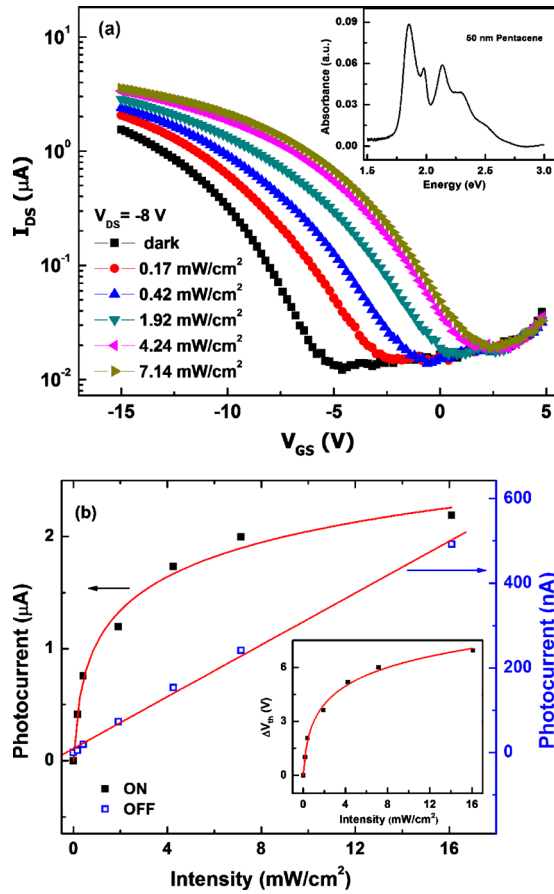 (a)
50 nm Pentacene
Absorbance (a.u.)
0.09
0.06
0.03
0.00
1.5 2.0 2.5 3.0
Energy (eV)
I_DS (μA)
10^1
10^0
10^-1
10^-2
V_DS= -8 V
dark
0.17 mW/cm^2
0.42 mW/cm^2
1.92 mW/cm^2
4.24 mW/cm^2
7.14 mW/cm^2
-15 -10 -5 0 5
V_GS (V)
(b)
Photocurrent (μA)
2
1
0
Photocurrent (nA)
600
400
200
0
ON
OFF
ΔV_th (V)
6
3
0
0 4 8 12 16
Intensity (mW/cm^2)
0 4 8 12 16
Intensity (mW/cm^2)